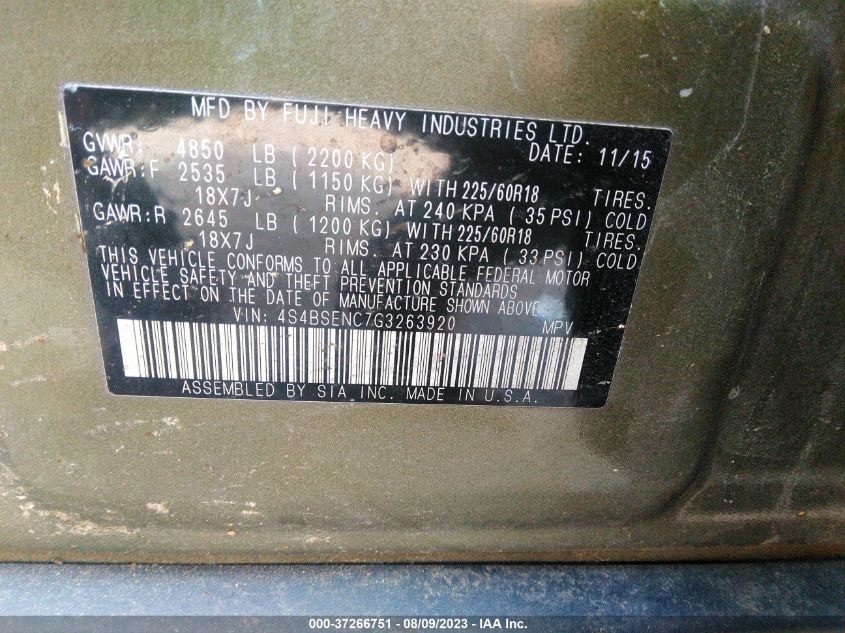 MFD BY FUJI HEAVY INDUSTRIES LTD.
GVWR: 4850 LB ( 2200 KG) DATE: 11/15
GAWR:F 2535 LB ( 1150 KG) WITH 225/60R18 TIRES.
18X7J RIMS. AT 240 KPA ( 35 PSI) COLD
GAWR:R 2645 LB ( 1200 KG) WITH 225/60R18 TIRES.
18X7J RIMS. AT 230 KPA ( 33 PSI) COLD
THIS VEHICLE CONFORMS TO ALL APPLICABLE FEDERAL MOTOR
VEHICLE SAFETY AND THEFT PREVENTION STANDARDS
IN EFFECT ON THE DATE OF MANUFACTURE SHOWN ABOVE.
VIN: 4S4BSENC7G3263920 MPV
ASSEMBLED BY SIA INC. MADE IN U.S.A.
000-37266751 - 08/09/2023 - IAA Inc.